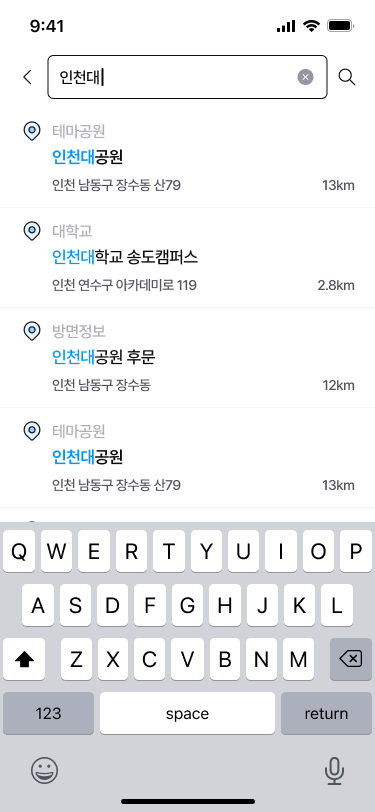 9:41
인천대
테마공원
인천대공원
인천 남동구 장수동 산79
13km
대학교
인천대학교 송도캠퍼스
인천 연수구 아카데미로 119
2.8km
방면정보
인천대공원 후문
인천 남동구 장수동
12km
테마공원
인천대공원
인천 남동구 장수동 산79
13km
Q W E R T Y U I O P
A S D F G H J K L
Z X C V B N M
123 space return